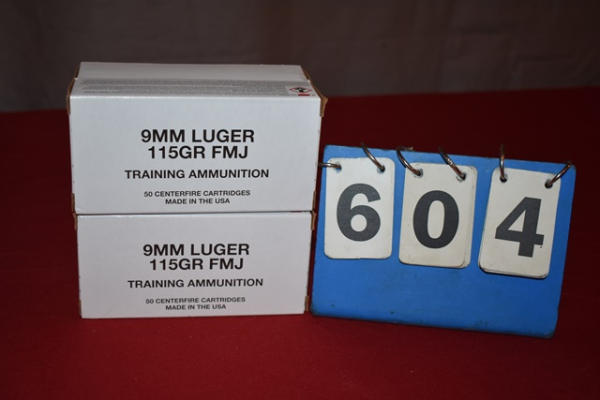 9MM LUGER
115GR FMJ
TRAINING AMMUNITION
50 CENTERFIRE CARTRIDGES
MADE IN THE USA
9MM LUGER
115GR FMJ
TRAINING AMMUNITION
50 CENTERFIRE CARTRIDGES
MADE IN THE USA
604